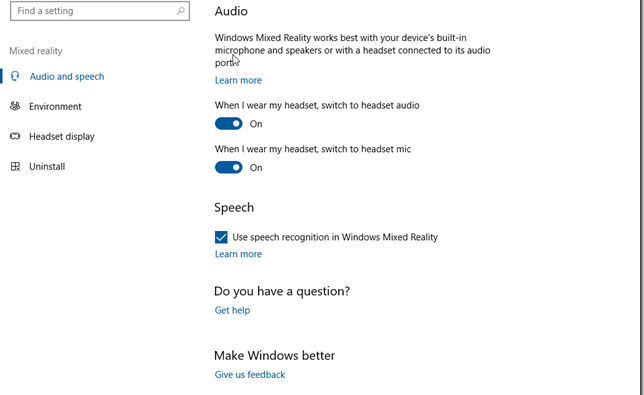 Find a setting
Mixed reality
Audio and speech
Environment
Headset display
Uninstall
Audio
Windows Mixed Reality works best with your device's built-in
microphone and speakers or with a headset connected to its audio
port.
Learn more
When I wear my headset, switch to headset audio
On
When I wear my headset, switch to headset mic
On
Speech
Use speech recognition in Windows Mixed Reality
Learn more
Do you have a question?
Get help
Make Windows better
Give us feedback